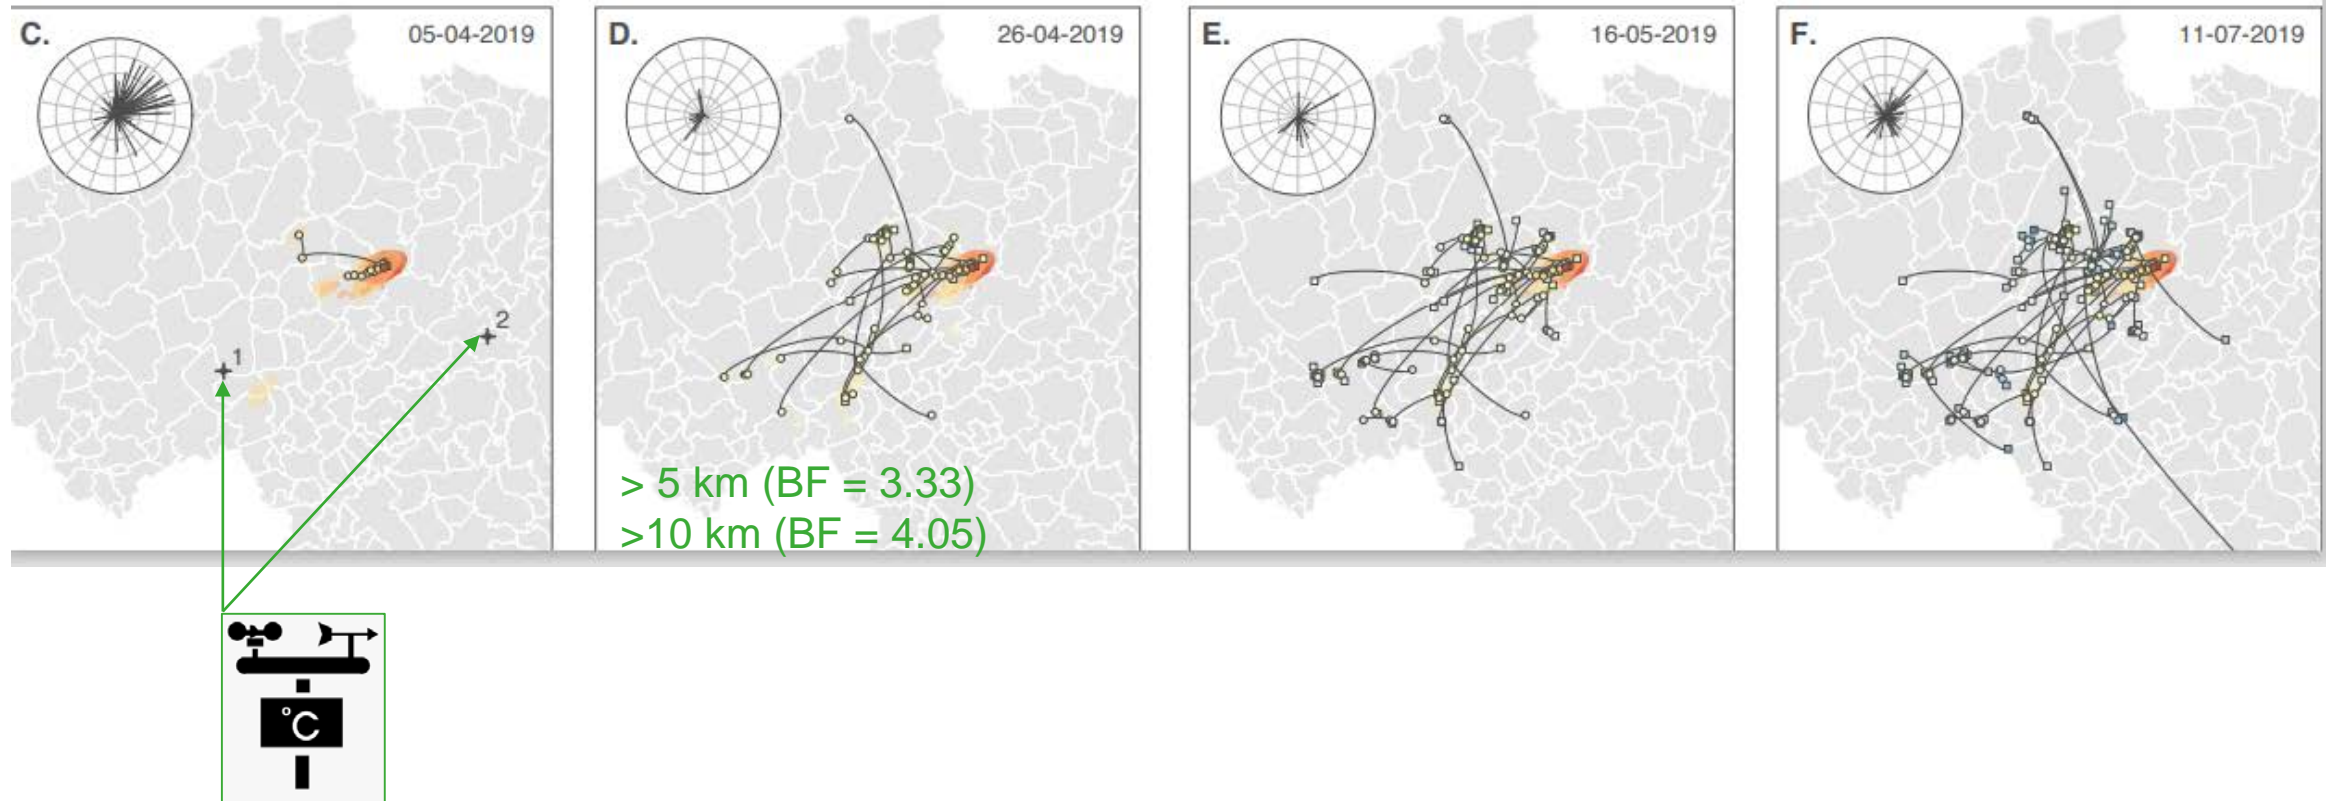 C.
05-04-2019
D.
26-04-2019
E.
16-05-2019
F.
11-07-2019
2
1
> 5 km (BF = 3.33)
>10 km (BF = 4.05)
°C